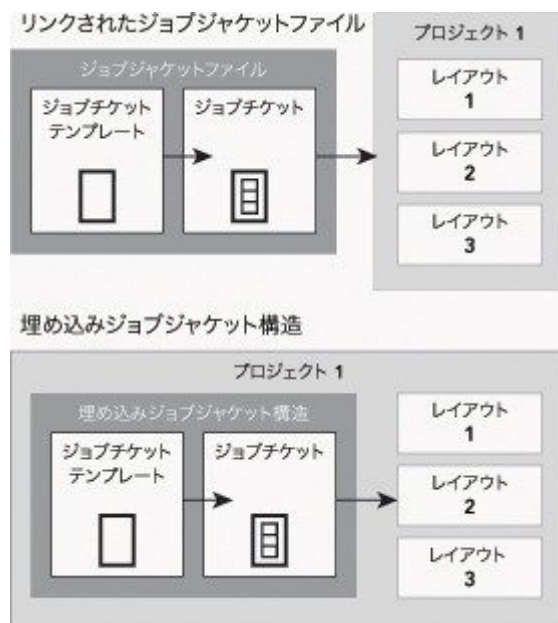 リンクされたジョブジャケットファイル
ジョブジャケットファイル
ジョブチケット
テンプレート
ジョブチケット
プロジェクト 1
レイアウト
1
レイアウト
2
レイアウト
3
埋め込みジョブジャケット構造
プロジェクト 1
埋め込みジョブジャケット構造
ジョブチケット
テンプレート
ジョブチケット
レイアウト
1
レイアウト
2
レイアウト
3